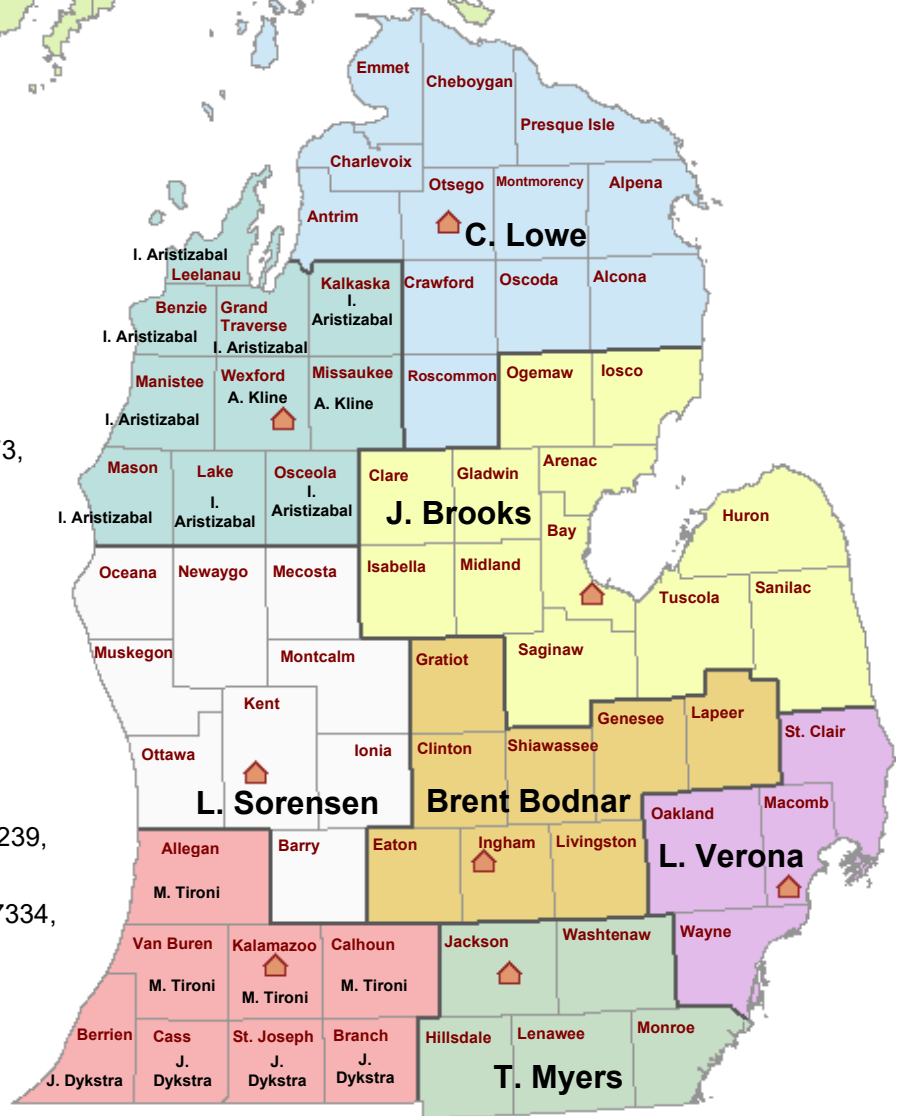 Emmet
Cheboygan
Presque Isle
Charlevoix
Otsego
Montmorency
Alpena
Antrim
C. Lowe
I. Aristizabal
Leelanau
Kalkaska
I.
Aristizabal
Crawford
Oscoda
Alcona
Benzie
I. Aristizabal
Grand
Traverse
I. Aristizabal
Manistee
I. Aristizabal
Wexford
A. Kline
Missaukee
A. Kline
Roscommon
Ogemaw
Iosco
3,
Mason
I. Aristizabal
Lake
I.
Aristizabal
Osceola
I.
Aristizabal
Clare
Gladwin
Arenac
J. Brooks
Bay
Huron
Oceana
Newaygo
Mecosta
Isabella
Midland
Tuscola
Sanilac
Muskegon
Montcalm
Gratiot
Saginaw
Kent
Genesee
Lapeer
Ottawa
Ionia
Clinton
Shiawassee
St. Clair
L. Sorensen
Brent Bodnar
Oakland
Macomb
239,
Allegan
M. Tironi
Barry
Eaton
Ingham
Livingston
L. Verona
7334,
Van Buren
M. Tironi
Kalamazoo
M. Tironi
Calhoun
M. Tironi
Jackson
Washtenaw
Wayne
Berrien
J. Dykstra
Cass
J.
Dykstra
St. Joseph
J.
Dykstra
Branch
J.
Dykstra
Hillsdale
Lenawee
Monroe
T. Myers